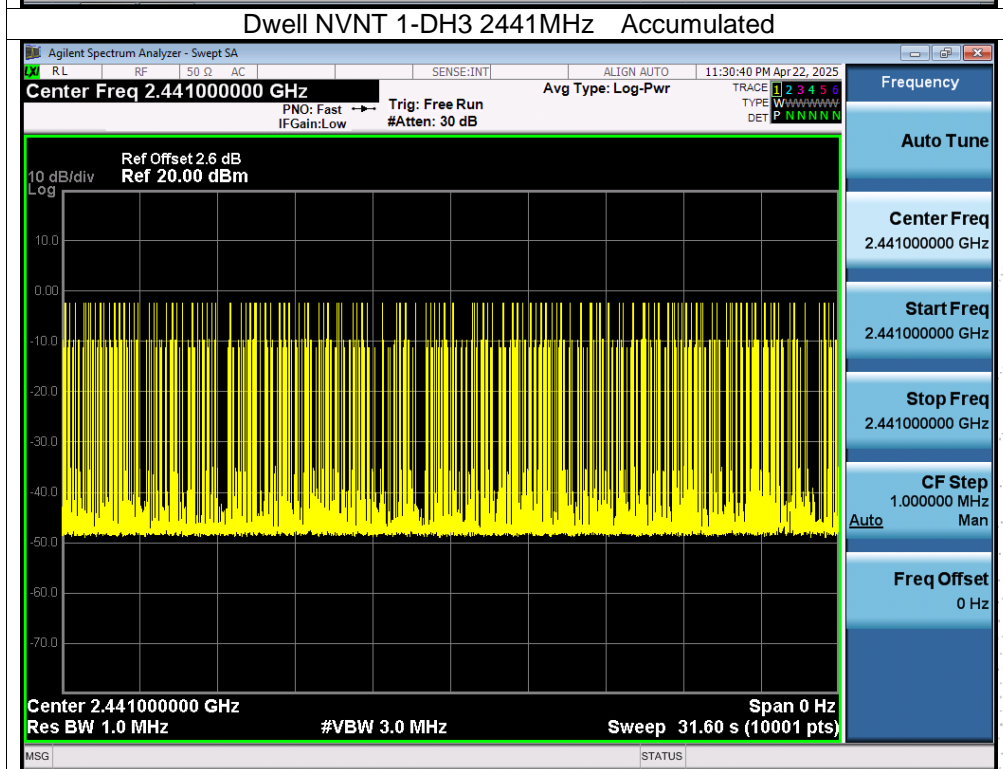 Dwell NVNT 1-DH3 2441MHz Accumulated
Agilent Spectrum Analyzer - Swept SA
LXI RL RF 50 Ω AC SENSE:INT ALIGN AUTO 11:30:40 PM Apr 22, 2025
Center Freq 2.441000000 GHz
PNO: Fast
IFGain:Low
Trig: Free Run
#Atten: 30 dB
Avg Type: Log-Pwr
TRACE 1 2 3 4 5 6
TYPE WWWWWW
DET P N N N N N
Ref Offset 2.6 dB
10 dB/div Ref 20.00 dBm
Log
10.0
0.00
-10.0
-20.0
-30.0
-40.0
-50.0
-60.0
-70.0
Center 2.441000000 GHz Span 0 Hz
Res BW 1.0 MHz #VBW 3.0 MHz Sweep 31.60 s (10001 pts)
MSG STATUS
Frequency
Auto Tune
Center Freq
2.441000000 GHz
Start Freq
2.441000000 GHz
Stop Freq
2.441000000 GHz
CF Step
1.000000 MHz
Auto Man
Freq Offset
0 Hz